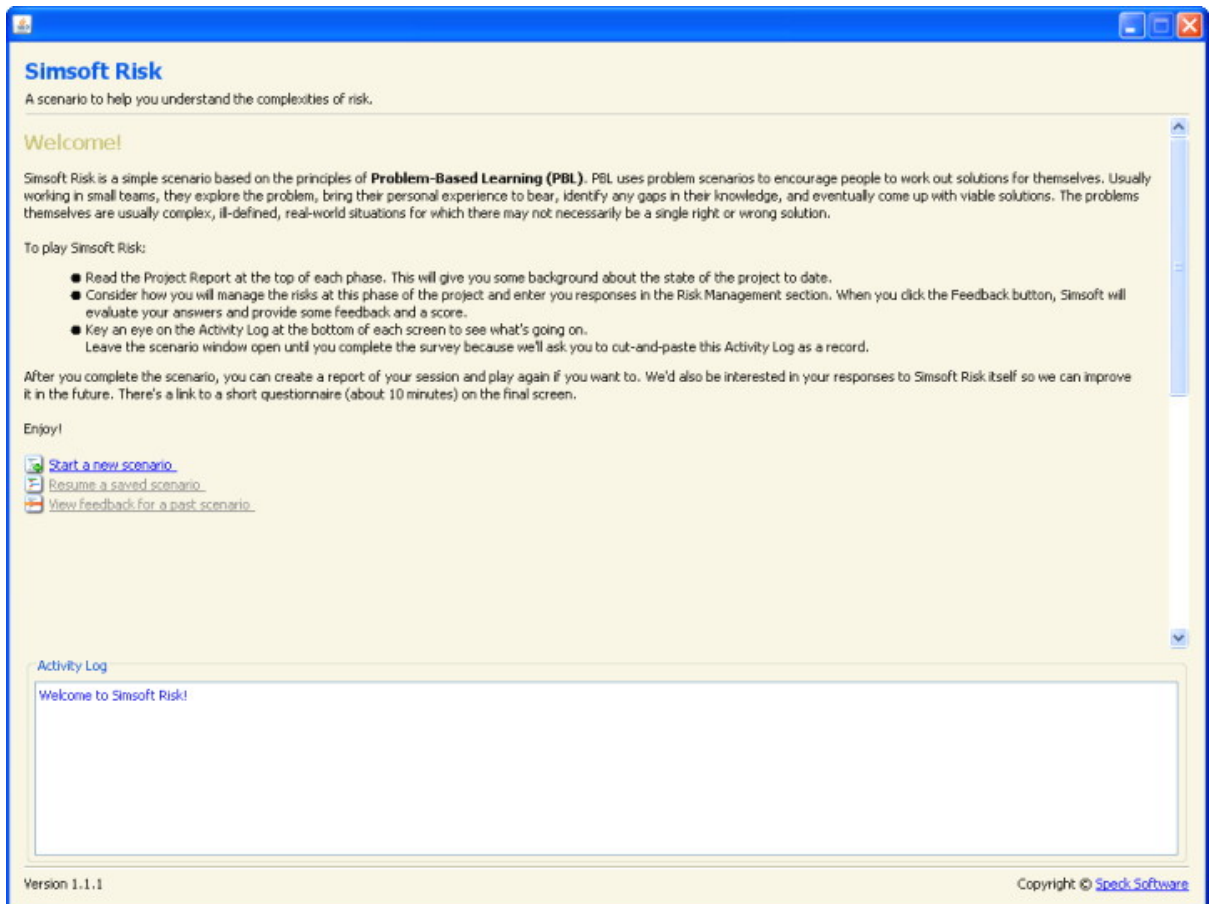 Simsoft Risk
A scenario to help you understand the complexities of risk.
Welcome!
Simsoft Risk is a simple scenario based on the principles of Problem-Based Learning (PBL). PBL uses problem scenarios to encourage people to work out solutions for themselves. Usually
working in small teams, they explore the problem, bring their personal experience to bear, identify any gaps in their knowledge, and eventually come up with viable solutions. The problems
themselves are usually complex, ill-defined, real-world situations for which there may not necessarily be a single right or wrong solution.
To play Simsoft Risk:
● Read the Project Report at the top of each phase. This will give you some background about the state of the project to date.
● Consider how you will manage the risks at this phase of the project and enter you responses in the Risk Management section. When you click the Feedback button, Simsoft will
evaluate your answers and provide some feedback and a score.
● Key an eye on the Activity Log at the bottom of each screen to see what's going on.
Leave the scenario window open until you complete the survey because we'll ask you to cut-and-paste this Activity Log as a record.
After you complete the scenario, you can create a report of your session and play again if you want to. We'd also be interested in your responses to Simsoft Risk itself so we can improve
it in the future. There's a link to a short questionnaire (about 10 minutes) on the final screen.
Enjoy!
Start a new scenario
Resume a saved scenario
View feedback for a past scenario
Activity Log
Welcome to Simsoft Risk!
Version 1.1.1
Copyright © Speck Software